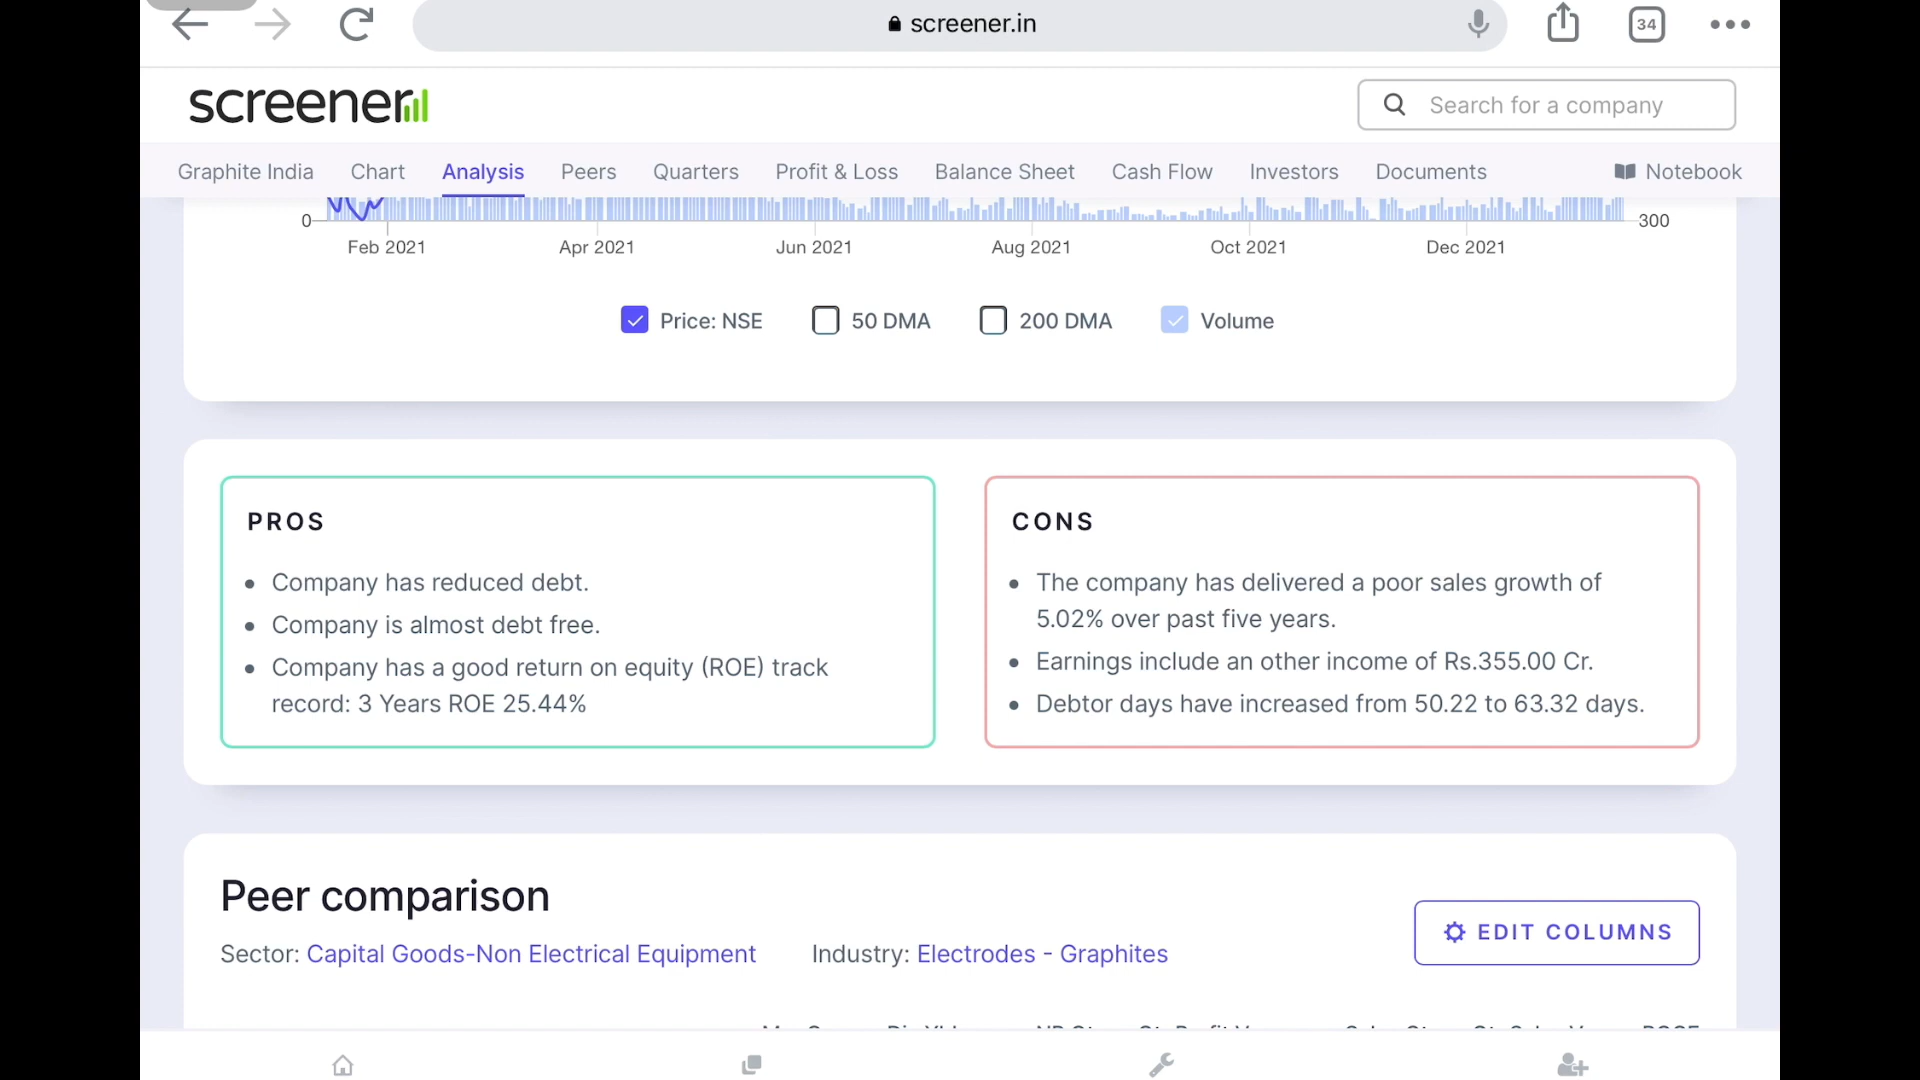 screener.in
34
screener
Search for a company
Graphite India Chart Analysis Peers Quarters Profit & Loss Balance Sheet Cash Flow Investors Documents Notebook
0 300
Feb 2021 Apr 2021 Jun 2021 Aug 2021 Oct 2021 Dec 2021
Price: NSE 50 DMA 200 DMA Volume
PROS
• Company has reduced debt.
• Company is almost debt free.
• Company has a good return on equity (ROE) track
record: 3 Years ROE 25.44%
CONS
• The company has delivered a poor sales growth of
5.02% over past five years.
• Earnings include an other income of Rs.355.00 Cr.
• Debtor days have increased from 50.22 to 63.32 days.
Peer comparison
EDIT COLUMNS
Sector: Capital Goods-Non Electrical Equipment Industry: Electrodes - Graphites